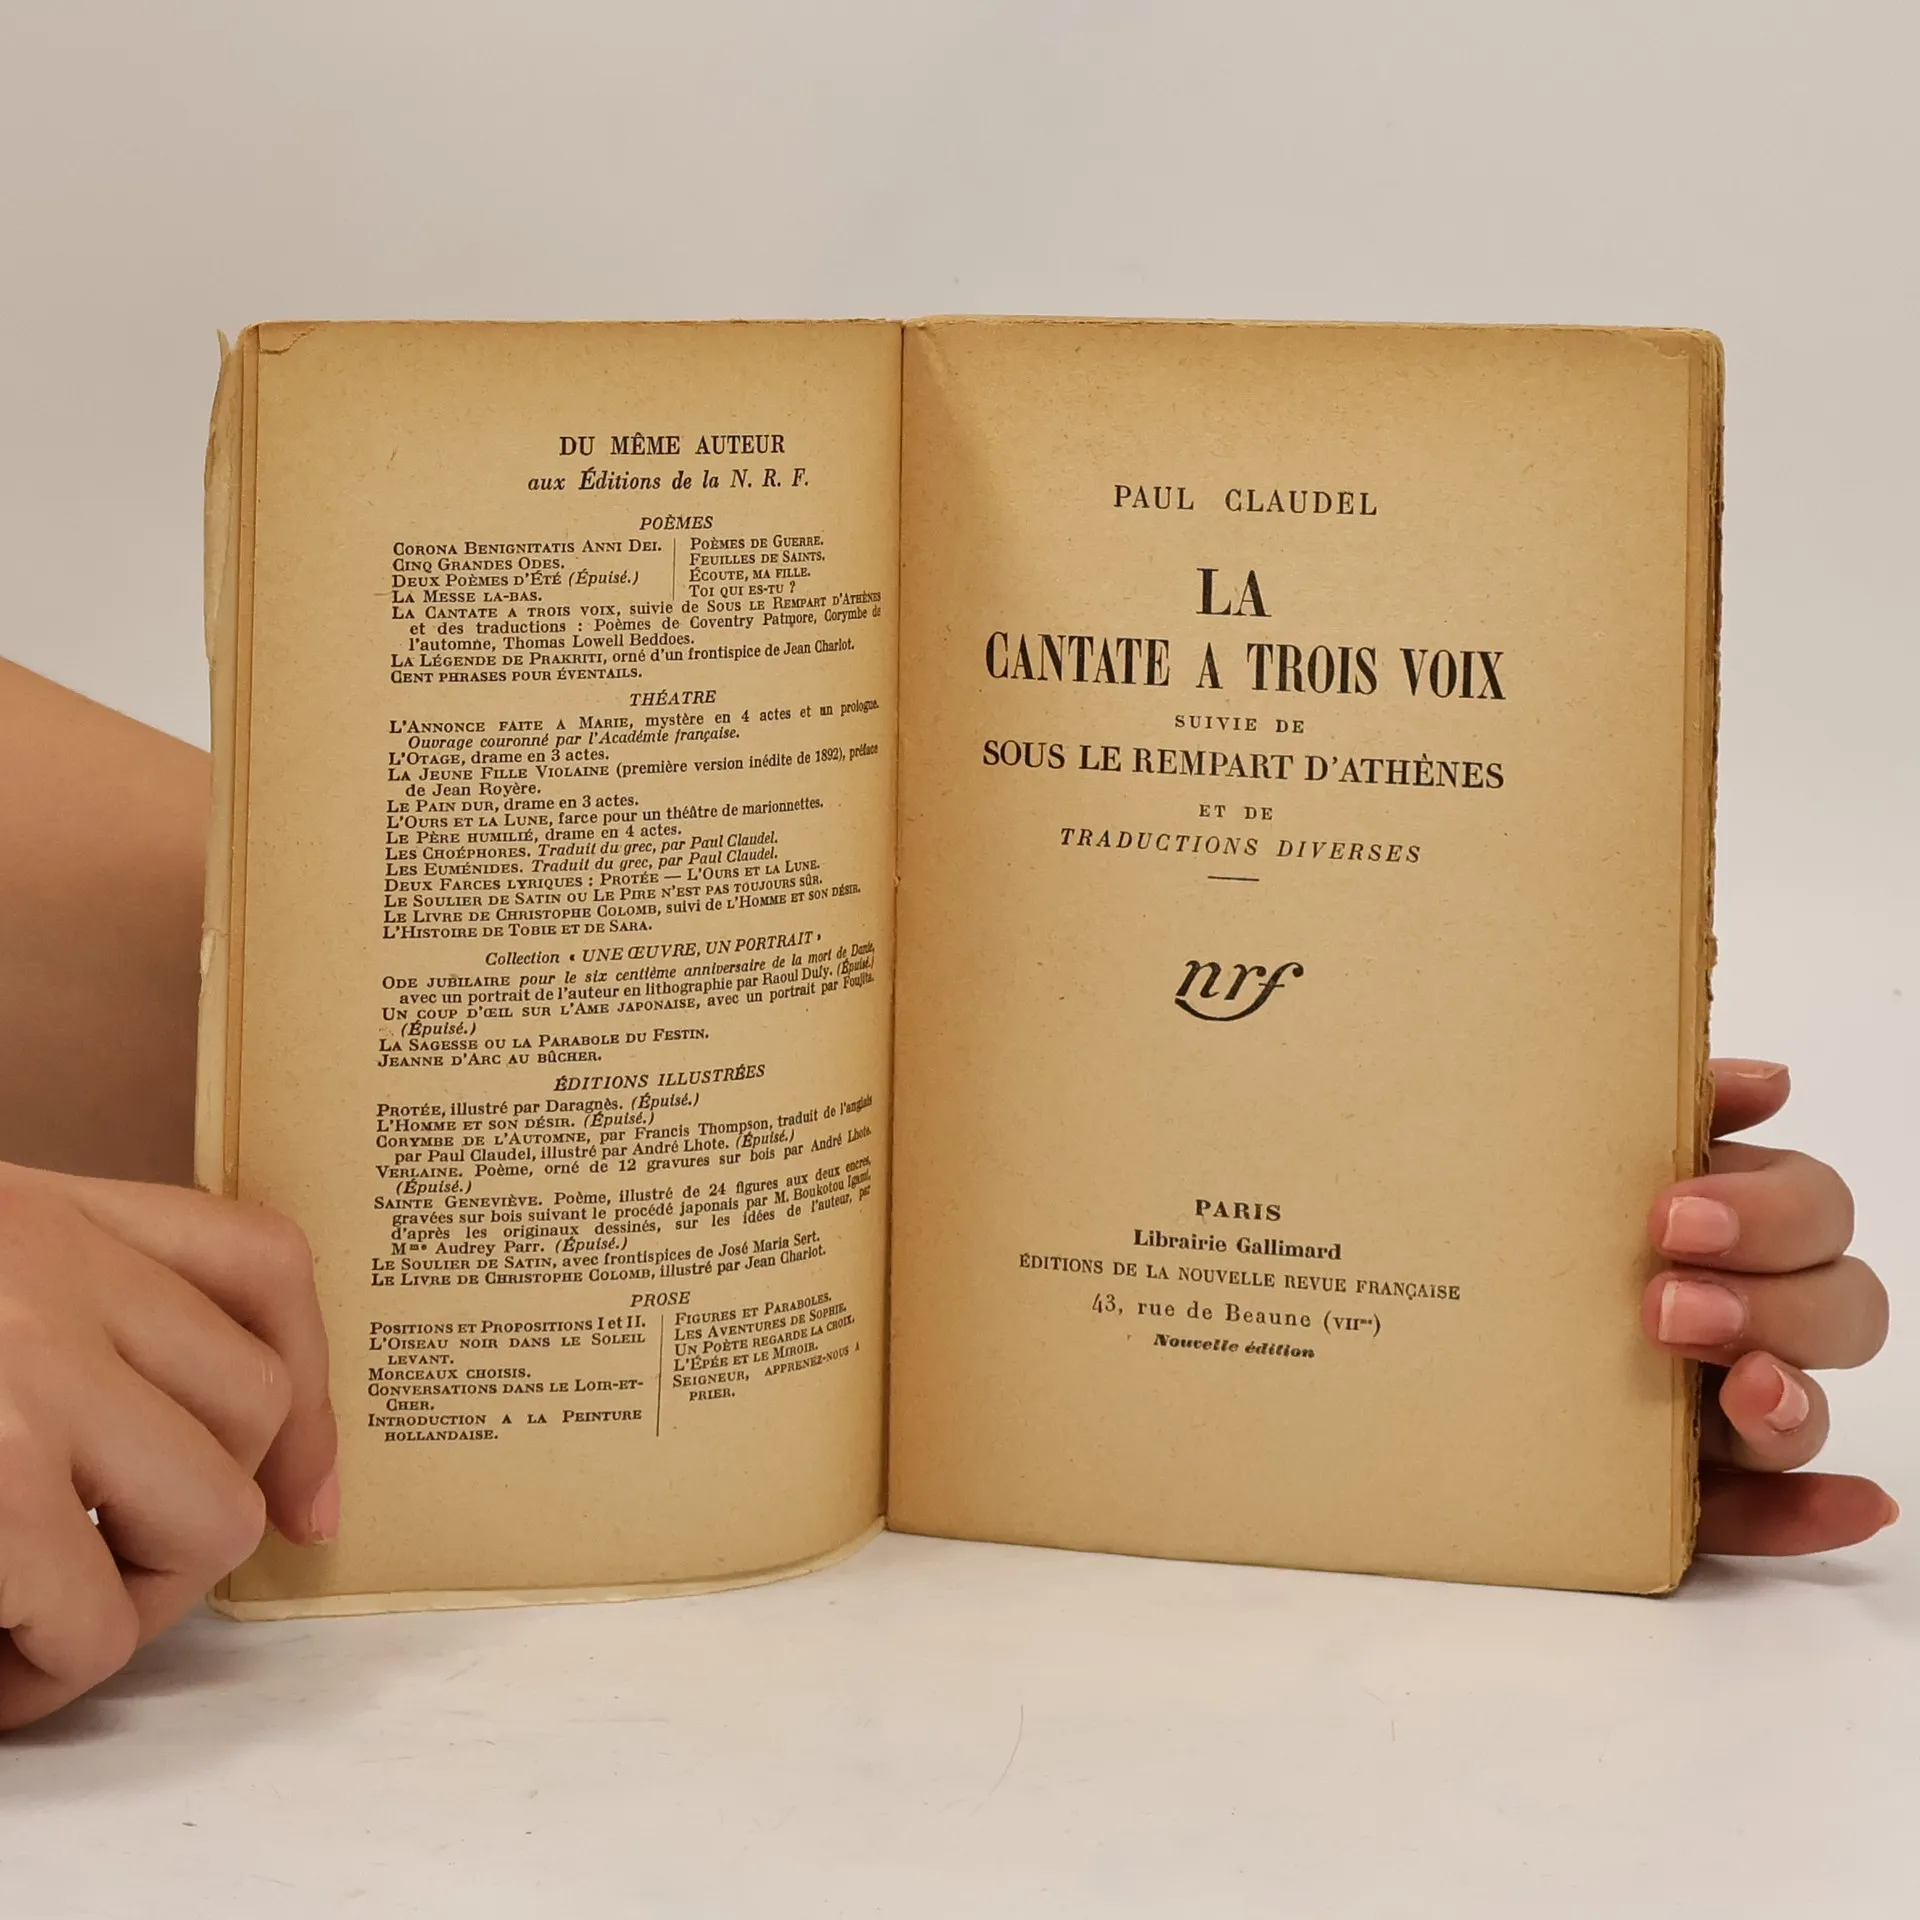 DU MÊME AUTEUR
aux Éditions de la N. R. F.
POÈMES
CORONA BENIGNITATIS ANNI DEI.
CINQ GRANDES ODES.
DEUX POÈMES D'ÉTÉ (Épuisé.)
LA MESSE LA-BAS.
POÈMES DE GUERRE.
FEUILLES DE SAINTS.
ÉCOUTE, MA FILLE.
TOI QUI ES-TU ?
LA CANTATE A TROIS VOIX, suivie de SOUS LE REMPART D'ATHÈNES
et des traductions : Poèmes de Coventry Patmore, Corymbe de
l'automne, Thomas Lowell Beddoes.
LA LÉGENDE DE PRAKRITI, orné d'un frontispice de Jean Charlot.
CENT PHRASES POUR ÉVENTAILS.
THÉATRE
L'ANNONCE FAITE A MARIE, mystère en 4 actes et un prologue.
Ouvrage couronné par l'Académie française.
L'OTAGE, drame en 3 actes.
LA JEUNE FILLE VIOLAINE (première version inédite de 1892), préface
de Jean Royère.
LE PAIN DUR, drame en 3 actes.
L'OURS ET LA LUNE, farce pour un théâtre de marionnettes.
LE PÈRE HUMILIÉ, drame en 4 actes.
LES CHOÉPHORES. Traduit du grec, par Paul Claudel.
LES EUMÉNIDES. Traduit du grec, par Paul Claudel.
DEUX FARCES LYRIQUES : PROTÉE — L'OURS ET LA LUNE.
LE SOULIER DE SATIN OU LE PIRE N'EST PAS TOUJOURS SÛR.
LE LIVRE DE CHRISTOPHE COLOMB, suivi de L'HOMME ET SON DÉSIR.
L'HISTOIRE DE TOBIE ET DE SARA.
Collection « UNE ŒUVRE, UN PORTRAIT »
ODE JUBILAIRE pour le six centième anniversaire de la mort de Dante,
avec un portrait de l'auteur en lithographie par Raoul Dufy. (Épuisé.)
UN COUP D'ŒIL SUR L'AME JAPONAISE, avec un portrait par Foujita.
(Épuisé.)
LA SAGESSE OU LA PARABOLE DU FESTIN.
JEANNE D'ARC AU BÛCHER.
ÉDITIONS ILLUSTRÉES
PROTÉE, illustré par Daragnès. (Épuisé.)
L'HOMME ET SON DÉSIR. (Épuisé.)
CORYMBE DE L'AUTOMNE, par Francis Thompson, traduit de l'anglais
par Paul Claudel, illustré par André Lhote. (Épuisé.)
VERLAINE. Poème, orné de 12 gravures sur bois par André Lhote.
(Épuisé.)
SAINTE GENEVIÈVE. Poème, illustré de 24 figures aux deux encres,
gravées sur bois suivant le procédé japonais par M. Boukotou Igami,
d'après les originaux dessinés, sur les idées de l'auteur, par
Mme Audrey Parr. (Épuisé.)
LE SOULIER DE SATIN, avec frontispices de José Maria Sert.
LE LIVRE DE CHRISTOPHE COLOMB, illustré par Jean Charlot.
PROSE
POSITIONS ET PROPOSITIONS I et II.
L'OISEAU NOIR DANS LE SOLEIL
LEVANT.
MORCEAUX CHOISIS.
CONVERSATIONS DANS LE LOIR-ET-
CHER.
INTRODUCTION A LA PEINTURE
HOLLANDAISE.
FIGURES ET PARABOLES.
LES AVENTURES DE SOPHIE.
UN POÈTE REGARDE LA CROIX.
L'ÉPÉE ET LE MIROIR.
SEIGNEUR, APPRENEZ-NOUS A
PRIER.
PAUL CLAUDEL
LA
CANTATE A TROIS VOIX
SUIVIE DE
SOUS LE REMPART D'ATHÈNES
ET DE
TRADUCTIONS DIVERSES
nrf
PARIS
Librairie Gallimard
ÉDITIONS DE LA NOUVELLE REVUE FRANÇAISE
43, rue de Beaune (VIIme)
Nouvelle édition